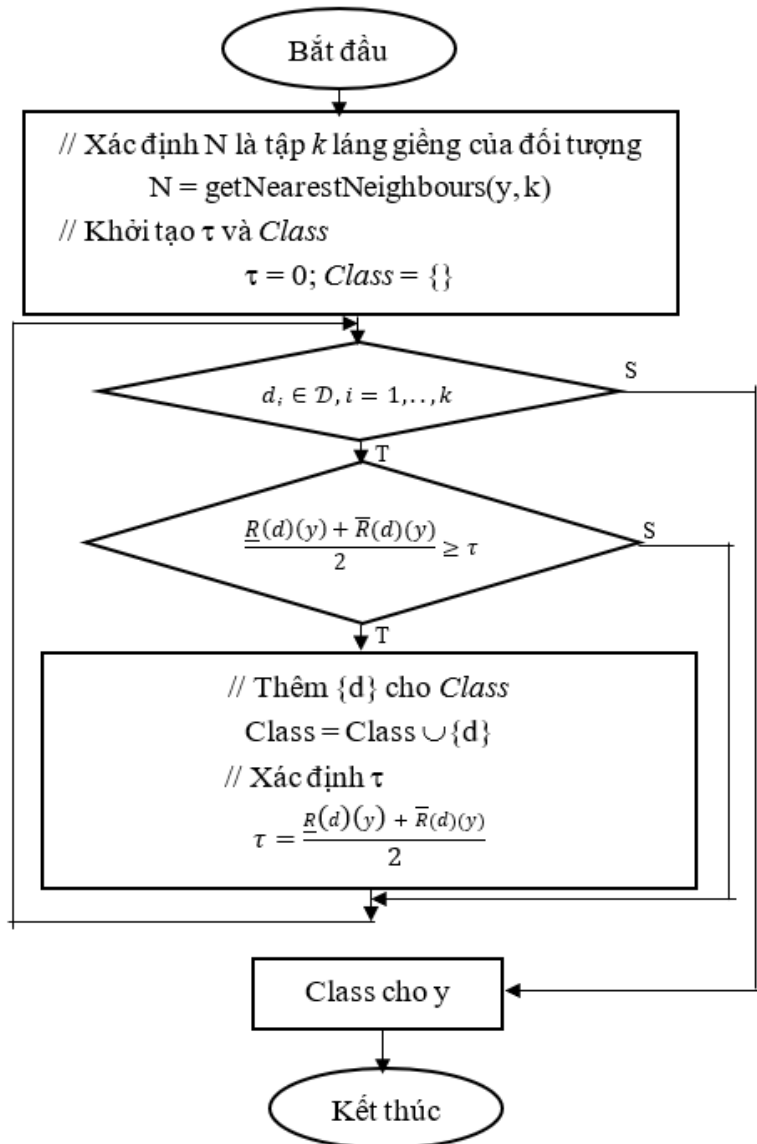 Bắt đầu
// Xác định N là tập k láng giềng của đối tượng
N = getNearestNeighbours(y, k)
// Khởi tạo τ và Class
τ = 0; Class = {}
d_i ∈ 𝒟, i = 1,..,k
S
T
(R̲(d)(y) + R̅(d)(y))/2 ≥ τ
S
T
// Thêm {d} cho Class
Class = Class ∪{d}
// Xác định τ
τ = (R̲(d)(y) + R̅(d)(y))/2
Class cho y
Kết thúc